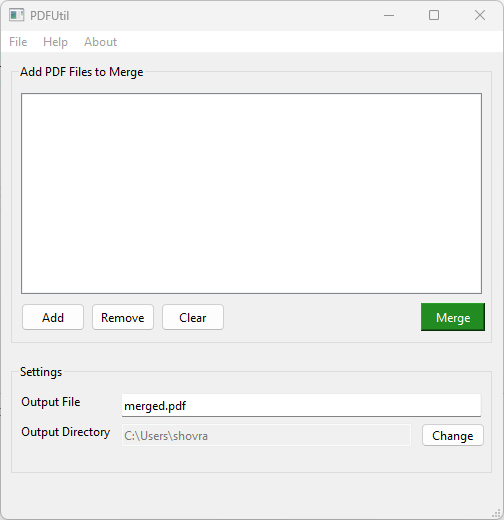 PDFUtil
File Help About
Add PDF Files to Merge
Add Remove Clear Merge
Settings
Output File merged.pdf
Output Directory C:\Users\shovra Change